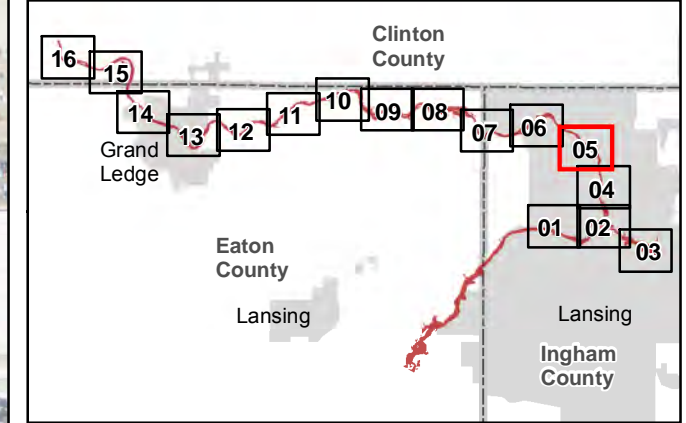 Clinton
County
16
15
14
13
12
11
10
09
08
07
06
05
04
01
02
03
Grand
Ledge
Eaton
County
Lansing
Lansing
Ingham
County